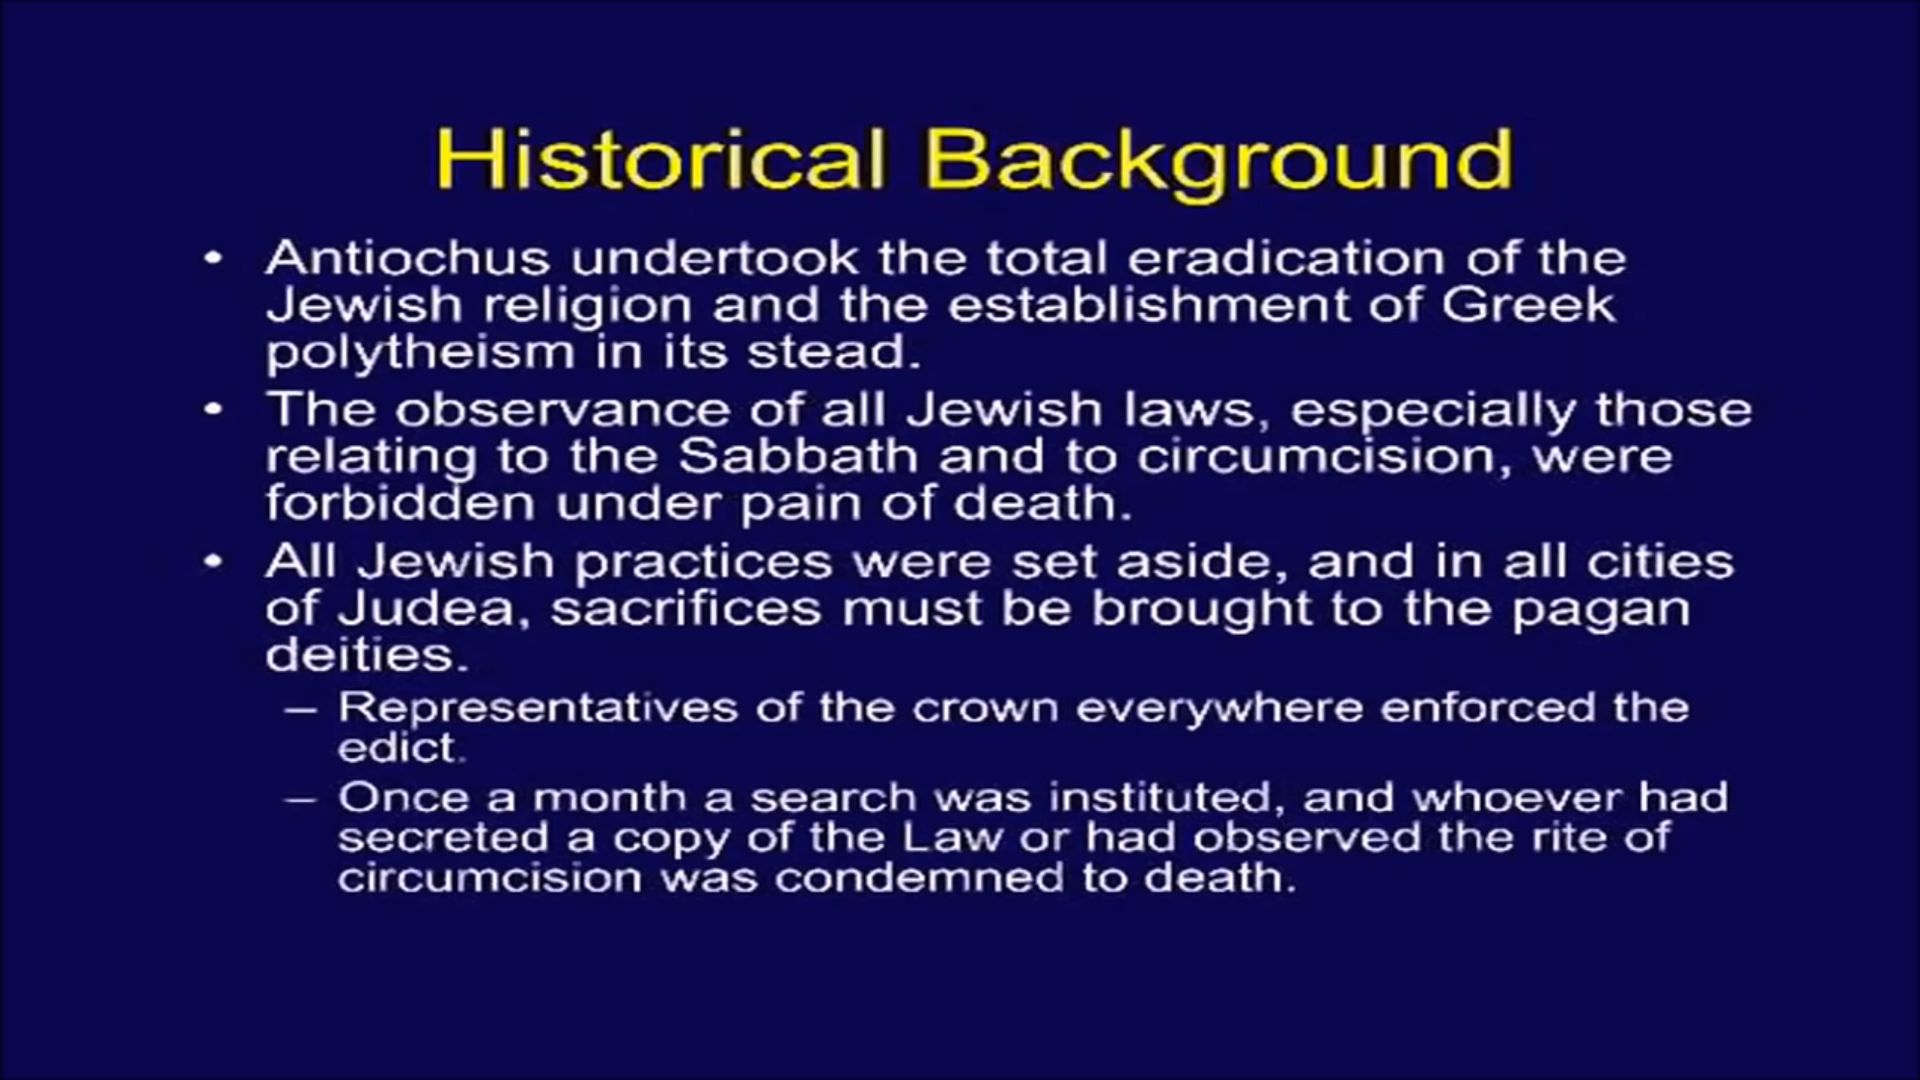 Historical Background
• Antiochus undertook the total eradication of the
Jewish religion and the establishment of Greek
polytheism in its stead.
• The observance of all Jewish laws, especially those
relating to the Sabbath and to circumcision, were
forbidden under pain of death.
• All Jewish practices were set aside, and in all cities
of Judea, sacrifices must be brought to the pagan
deities.
– Representatives of the crown everywhere enforced the
edict.
– Once a month a search was instituted, and whoever had
secreted a copy of the Law or had observed the rite of
circumcision was condemned to death.